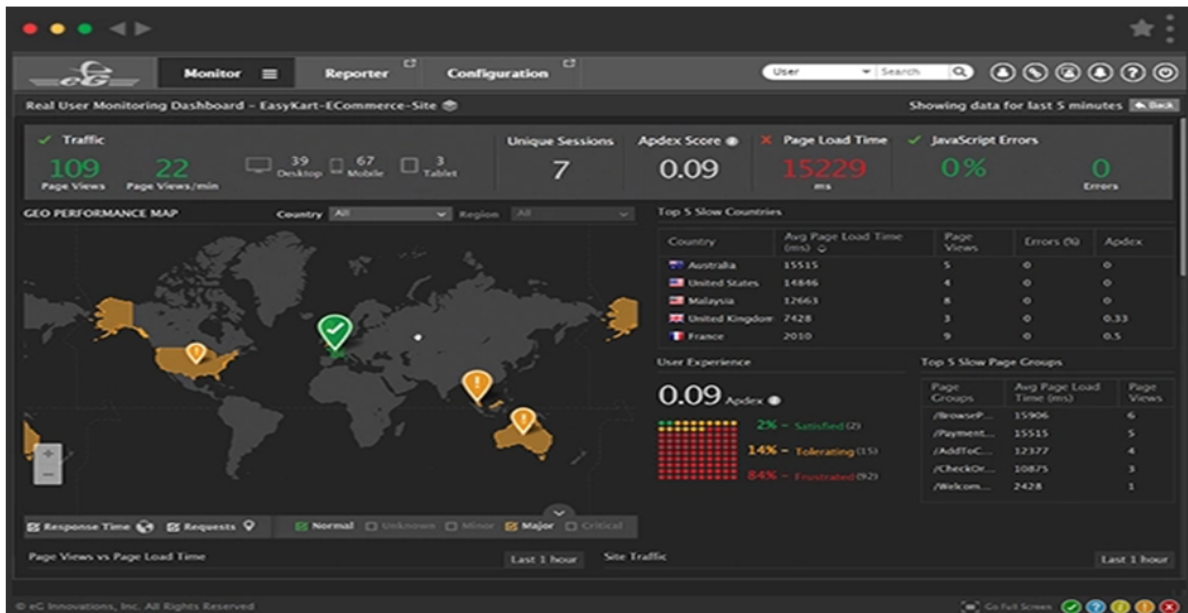 eG
Monitor
Reporter
Configuration
User
Search
Real User Monitoring Dashboard - EasyKart-ECommerce-Site
Showing data for last 5 minutes
Back
Traffic
109
Page Views
22
Page Views/min
39
Desktop
67
Mobile
3
Tablet
Unique Sessions
7
Apdex Score
0.09
Page Load Time
15229
ms
JavaScript Errors
0%
0
Errors
GEO PERFORMANCE MAP
Country All
Region All
Top 5 Slow Countries
Country Avg Page Load Time (ms) Page Views Errors (%) Apdex
Australia 15515 5 0 0
United States 14846 4 0 0
Malaysia 12663 8 0 0
United Kingdom 7428 3 0 0.33
France 2010 9 0 0.5
User Experience
0.09 Apdex
2% - Satisfied (2)
14% - Tolerating (15)
84% - Frustrated (92)
Top 5 Slow Page Groups
Page Groups Avg Page Load Time (ms) Page Views
/BrowseP... 15906 6
/Payment... 15515 5
/AddToC... 12377 4
/CheckOr... 10875 3
/Welcom... 2428 1
+
-
Response Time Requests Normal Unknown Minor Major Critical
Page Views vs Page Load Time
Last 1 hour
Site Traffic
Last 1 hour
© eG Innovations, Inc. All Rights Reserved
Go Full Screen